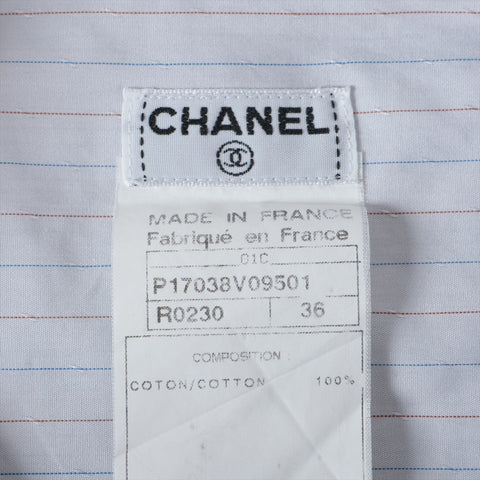 CHANEL
MADE IN FRANCE
Fabriqué en France
01C
P17038V09501
R0230 36
COMPOSITION :
COTON/COTTON 100%